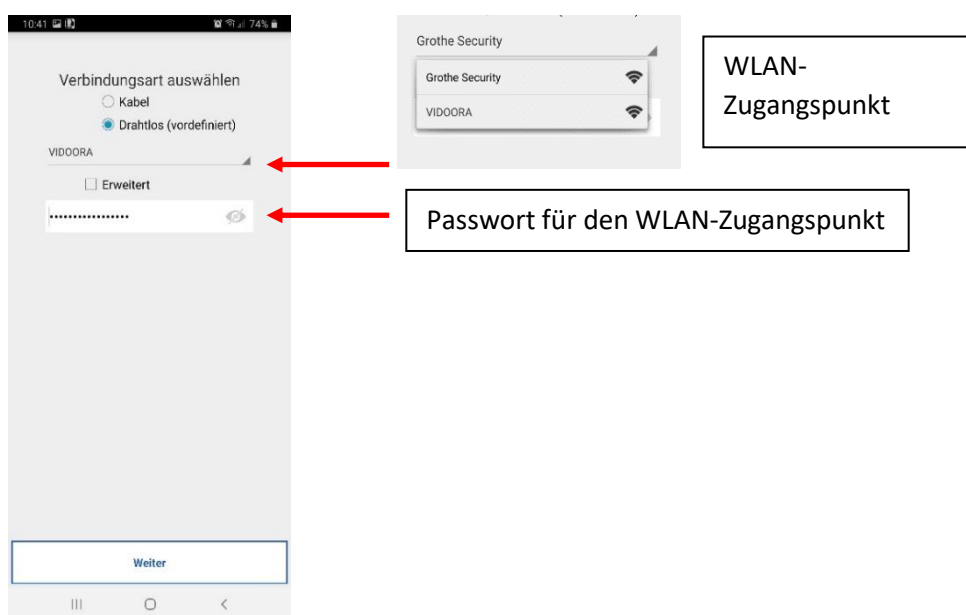 10:41
74%
Verbindungsart auswählen
Kabel
Drahtlos (vordefiniert)
VIDOORA
Erweitert
•••••••••••••••••
Weiter
Grothe Security
Grothe Security
VIDOORA
WLAN-
Zugangspunkt
Passwort für den WLAN-Zugangspunkt